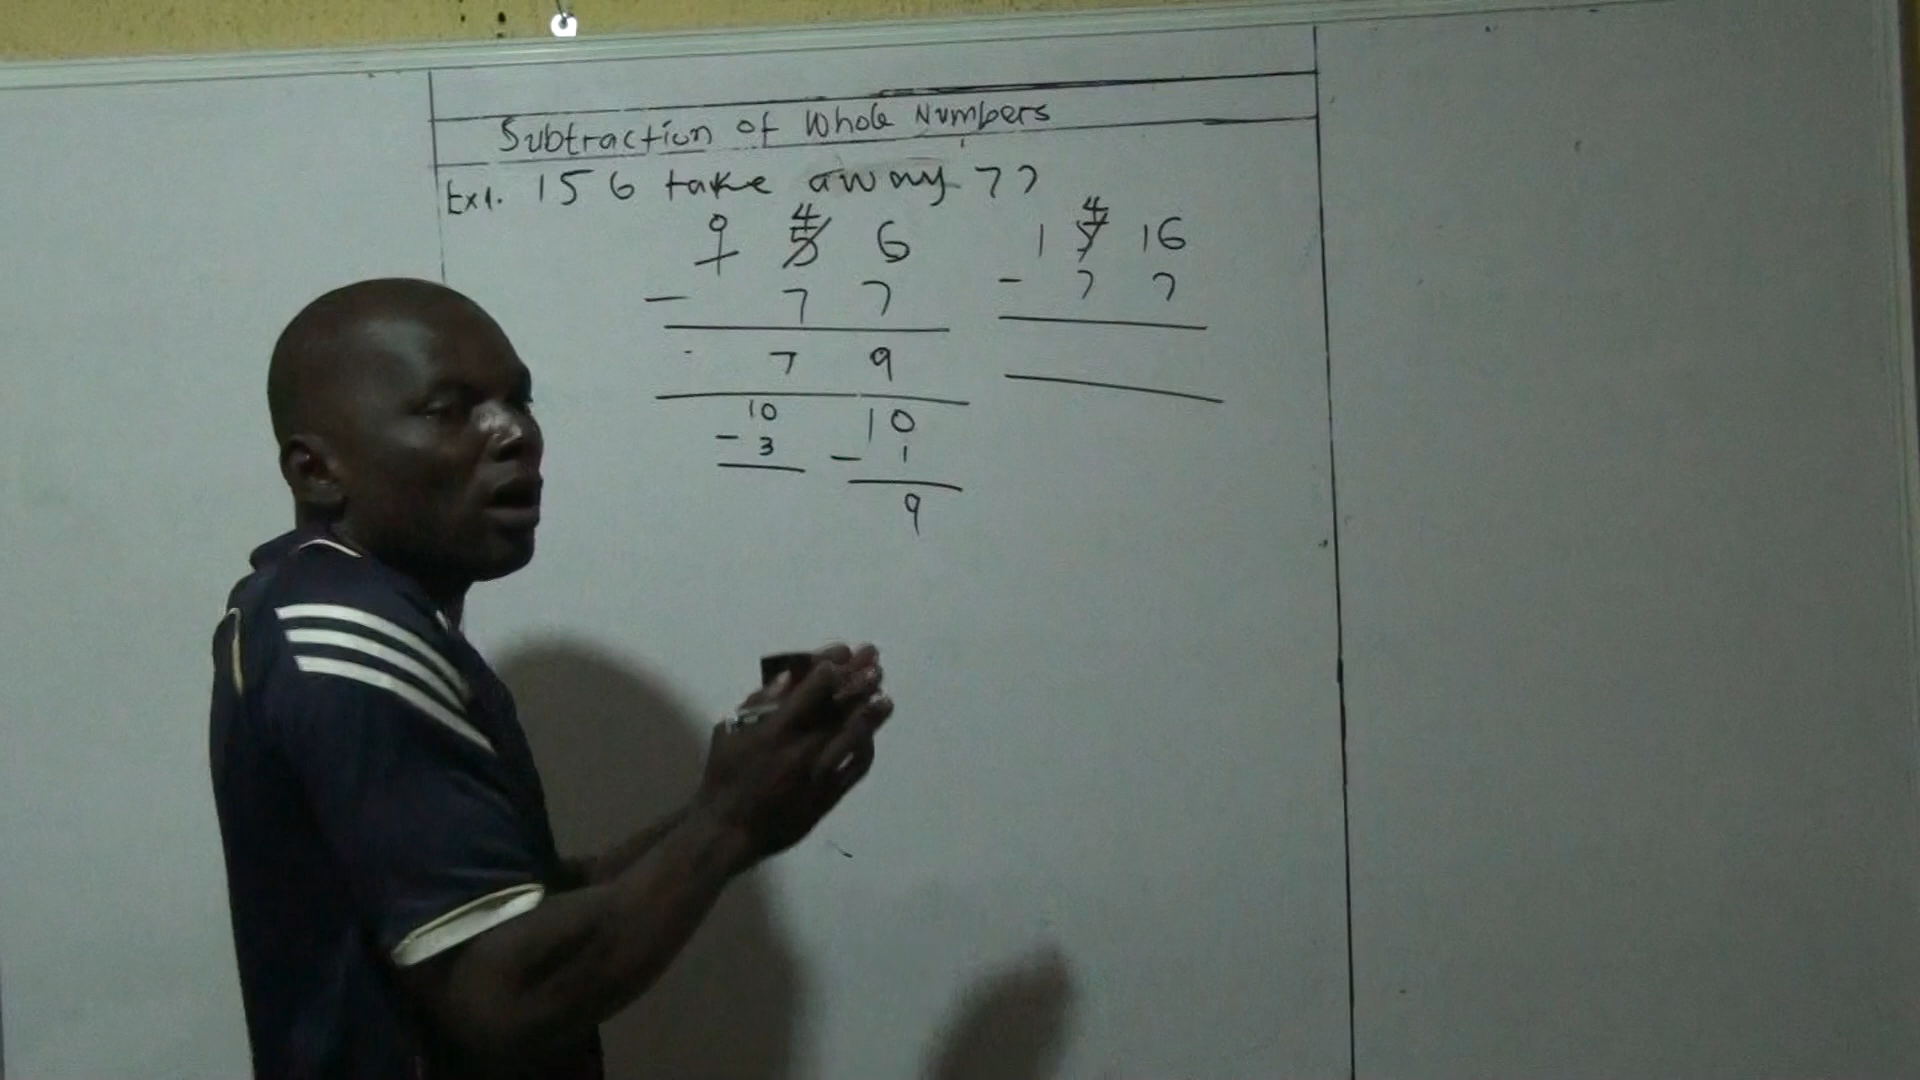 Subtraction of Whole Numbers
Ex1. 156 take away 77
0 4 4
1 5 6 1 5 16
- 7 7 - 7 7
7 9
10 10
- 3 - 1
9